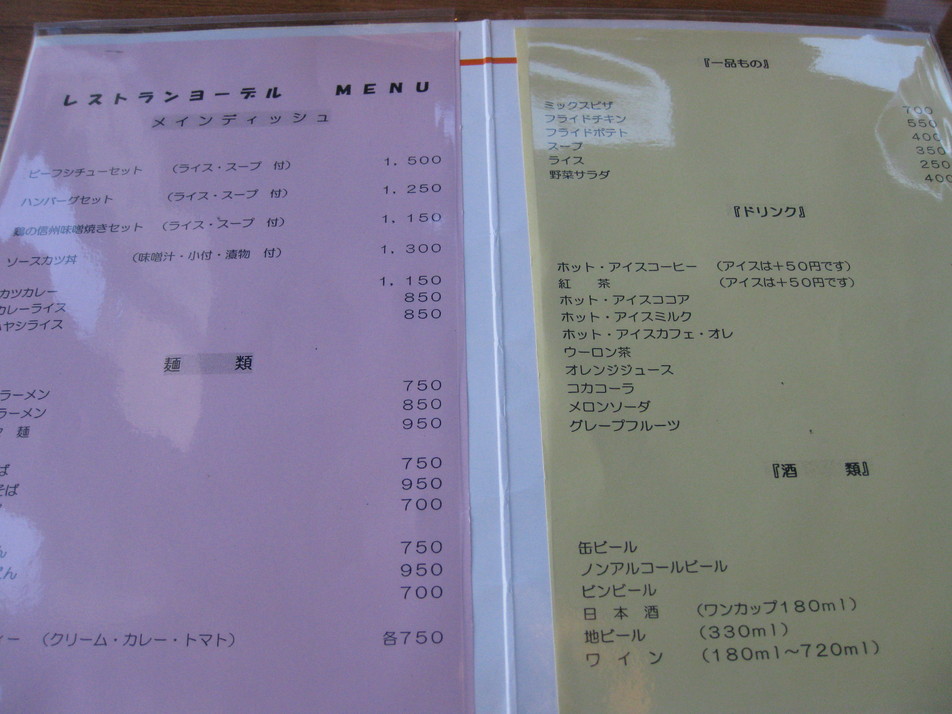 レストランヨーデル　MENU
メインディッシュ
ビーフシチューセット　（ライス・スープ　付）　1,500
ハンバーグセット　（ライス・スープ　付）　1,250
鶏の信州味噌焼きセット　（ライス・スープ　付）　1,150
ソースカツ丼　（味噌汁・小付・漬物　付）　1,300
カツカレー　1,150
カレーライス　850
ハヤシライス　850
麺　類
ラーメン　750
ラーメン　850
麺　950
ば　750
そば　950
700
ん　750
どん　950
700
ィー　（クリーム・カレー・トマト）　各750
『一品もの』
ミックスピザ　700
フライドチキン　550
フライドポテト　400
スープ　350
ライス　250
野菜サラダ　400
『ドリンク』
ホット・アイスコーヒー　（アイスは＋50円です）
紅　茶　（アイスは＋50円です）
ホット・アイスココア
ホット・アイスミルク
ホット・アイスカフェ・オレ
ウーロン茶
オレンジジュース
コカコーラ
メロンソーダ
グレープフルーツ
『酒　類』
缶ビール
ノンアルコールビール
ビンビール
日　本　酒　（ワンカップ180ml）
地ビール　（330ml）
ワ　イ　ン　（180ml〜720ml）